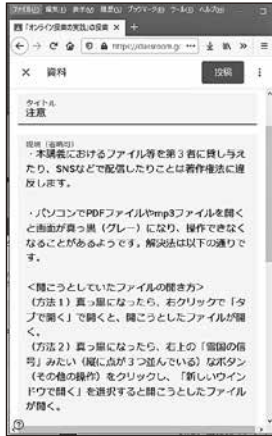 ファイル(F) 編集(E) 表示(V) 履歴(S) ブックマーク(B) ツール(T) ヘルプ(H)
「オンライン授業の実践」の授業
https://classroom.g
資料
投稿
タイトル
注意
説明（省略可）
・本講義におけるファイル等を第３者に貸し与え
たり、SNSなどで配信したりことは著作権法に違
反します。
・パソコンでPDFファイルやmp3ファイルを開く
と画面が真っ黒（グレー）になり、操作できなく
なることがあるようです。解決法は以下の通りで
す。
＜開こうとしていたファイルの開き方＞
（方法１）真っ黒になったら、右クリックで「タ
ブで開く」で開くと、開こうとしたファイルが開
く。
（方法２）真っ黒になったら、右上の「雪国の信
号」みたい（縦に点が３つ並んでいる）なボタン
（その他の操作）をクリックし、「新しいウイン
ドウで開く」を選択すると開こうとしたファイル
が開く。